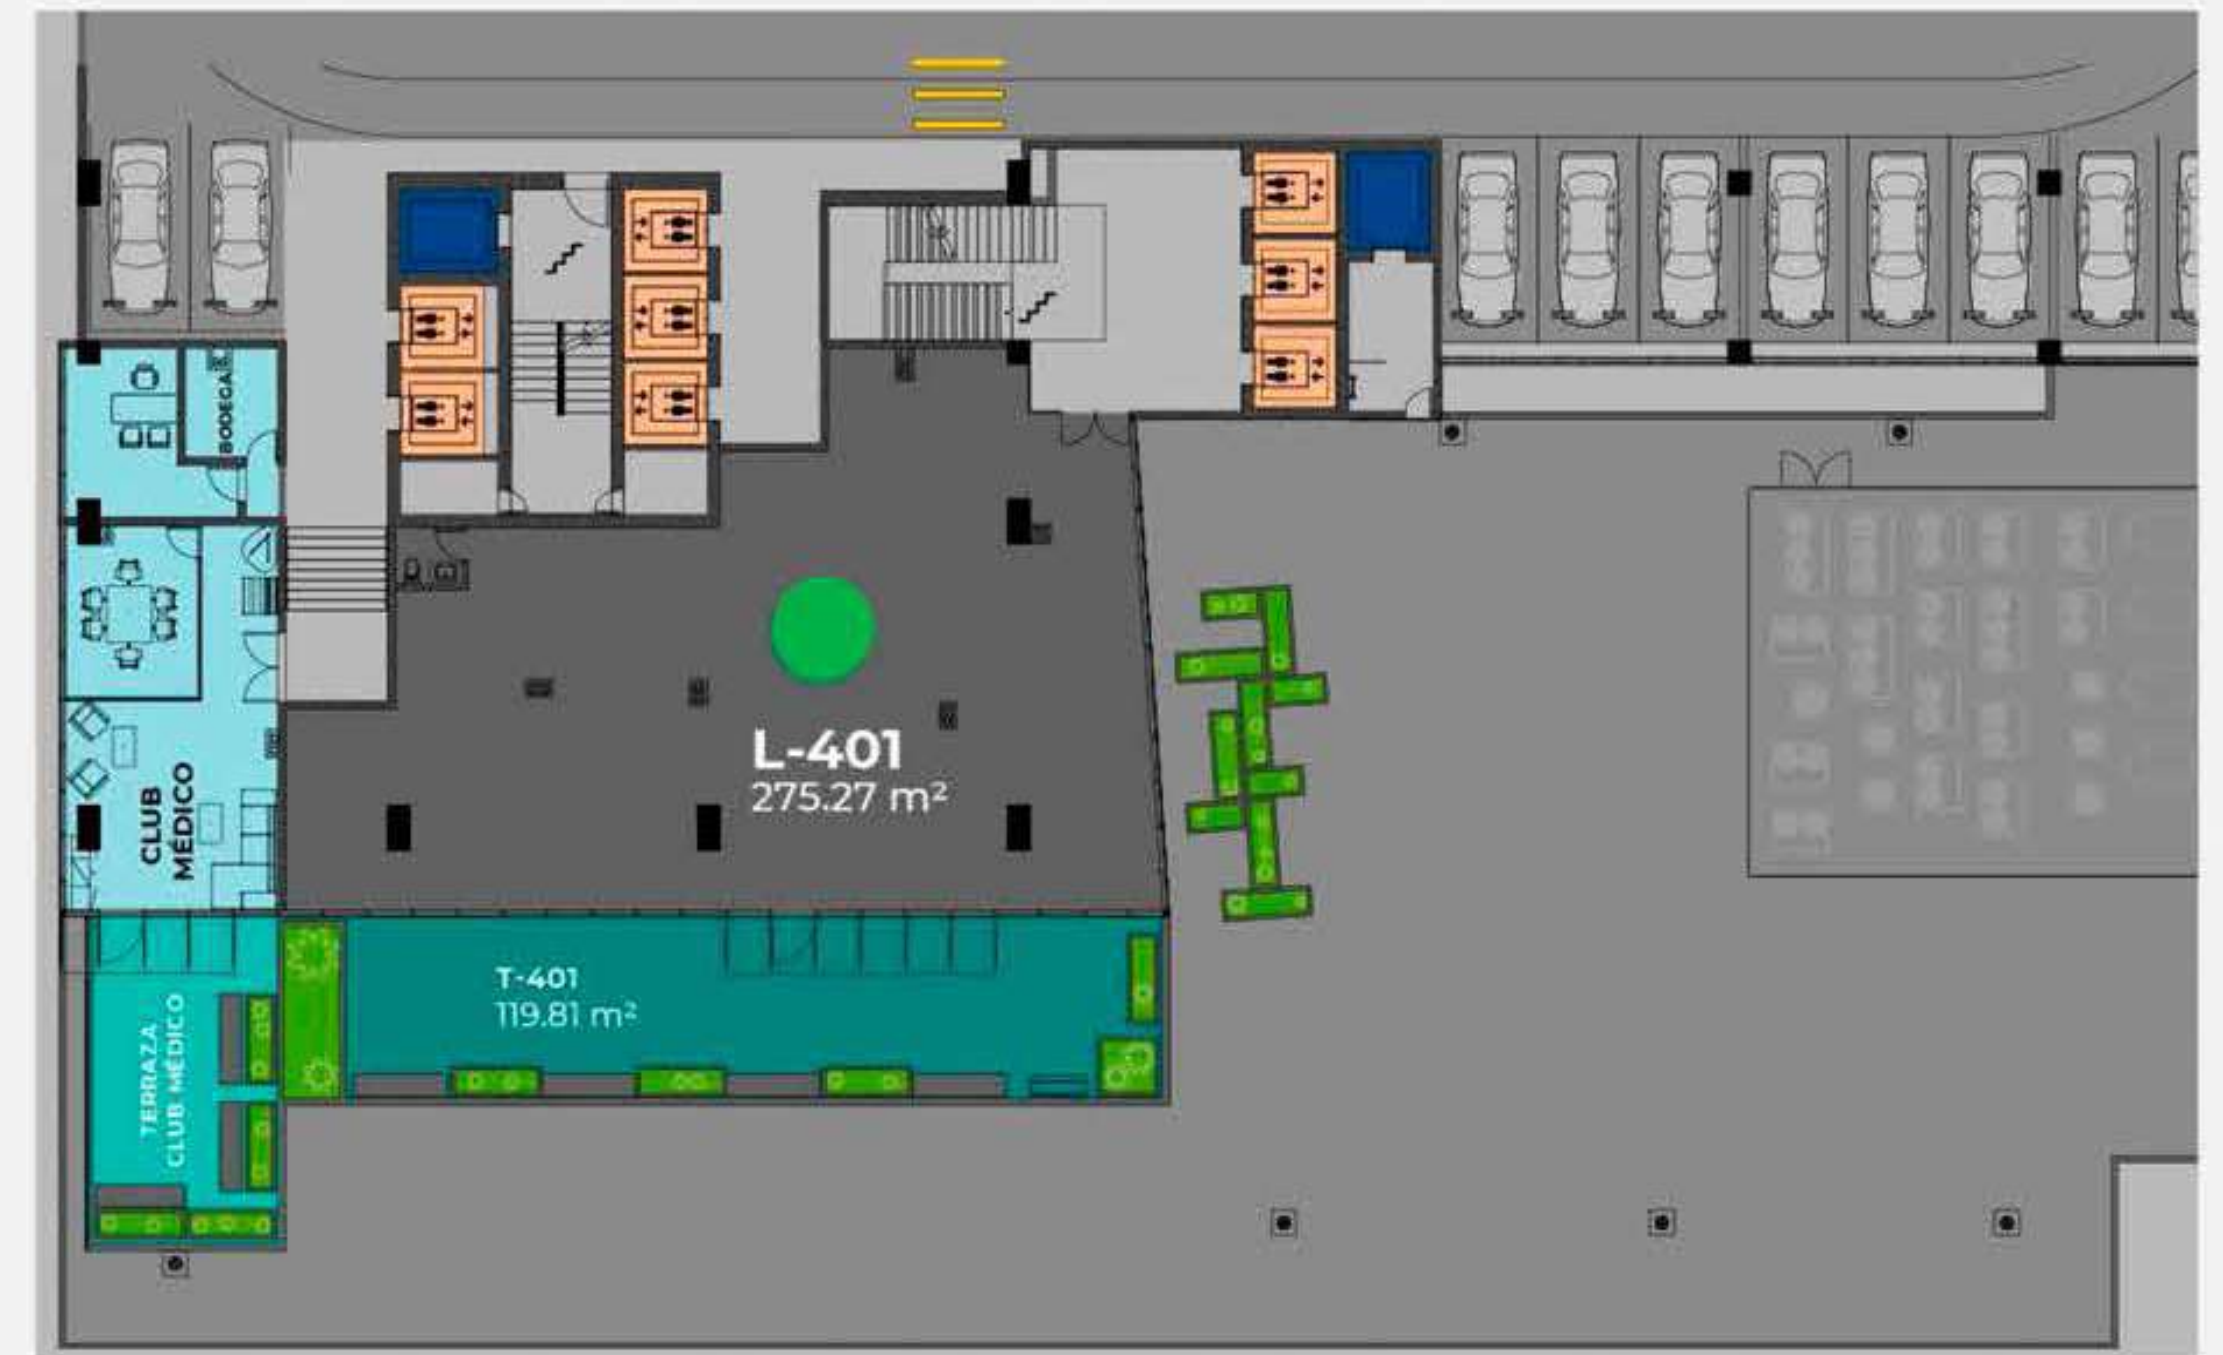 BODEGA
L-401
275.27 m²
CLUB
MÉDICO
T-401
119.81 m²
TERRAZA
CLUB MÉDICO